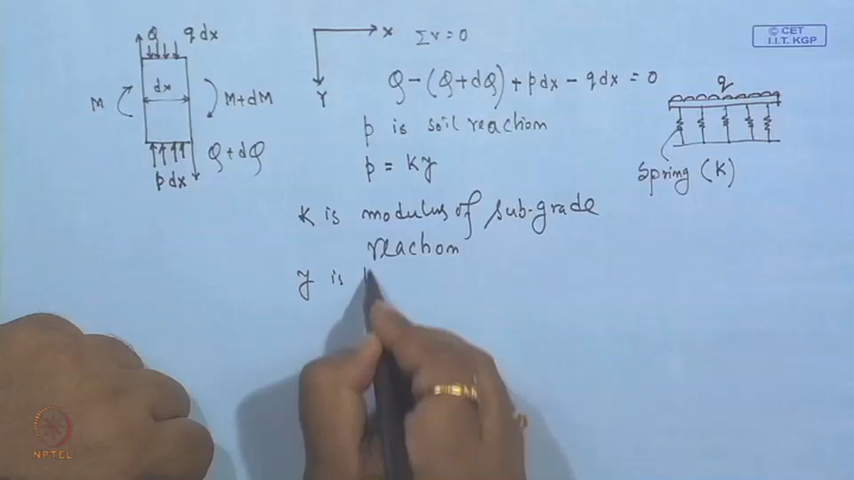 Q qdx
dx
M
M+dM
Q+dQ
pdx
X
Y
Σv=0
Q-(Q+dQ)+pdx-qdx=0
p is soil reaction
p = Ky
K is modulus of sub-grade
reaction
y is
q
Spring (K)
© CET
I.I.T. KGP
NPTEL